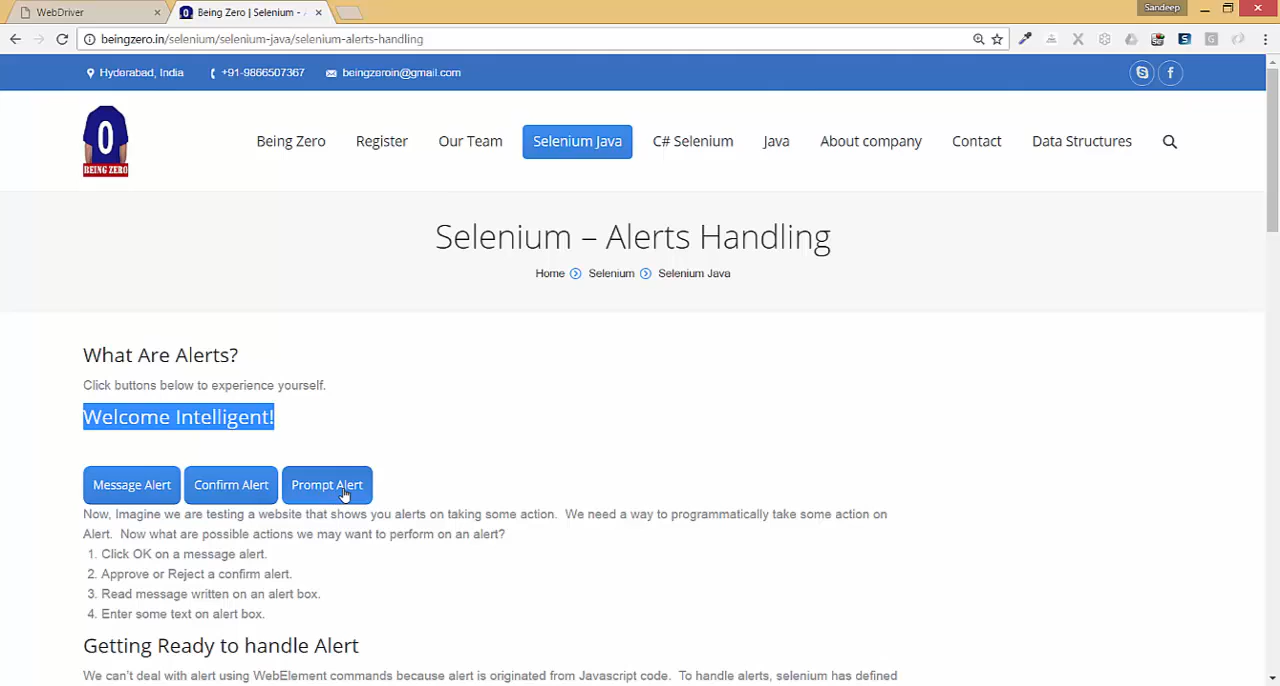 WebDriver
Being Zero | Selenium -
Sandeep
beingzero.in/selenium/selenium-java/selenium-alerts-handling
Hyderabad, India +91-9866507367 beingzeroin@gmail.com
0
BEING ZERO
Being Zero Register Our Team Selenium Java C# Selenium Java About company Contact Data Structures
Selenium – Alerts Handling
Home Selenium Selenium Java
What Are Alerts?
Click buttons below to experience yourself.
Welcome Intelligent!
Message Alert Confirm Alert Prompt Alert
Now, Imagine we are testing a website that shows you alerts on taking some action. We need a way to programmatically take some action on
Alert. Now what are possible actions we may want to perform on an alert?
1. Click OK on a message alert.
2. Approve or Reject a confirm alert.
3. Read message written on an alert box.
4. Enter some text on alert box.
Getting Ready to handle Alert
We can't deal with alert using WebElement commands because alert is originated from Javascript code. To handle alerts, selenium has defined